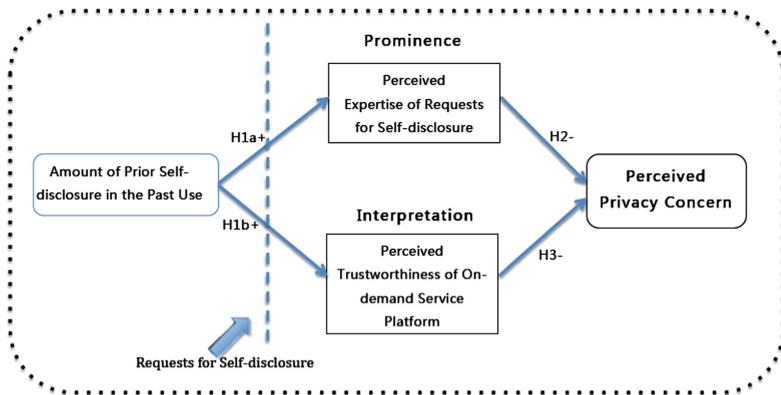 Prominence
Perceived
Expertise of Requests
for Self-disclosure
H1a+
H2-
Amount of Prior Self-
disclosure in the Past Use
Perceived
Privacy Concern
H1b+
Interpretation
Perceived
Trustworthiness of On-
demand Service
Platform
H3-
Requests for Self-disclosure